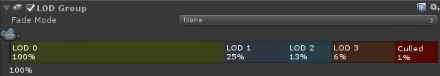 LOD Group
Fade Mode None
LOD 0 LOD 1 LOD 2 LOD 3 Culled
100% 25% 13% 6% 1%
100%